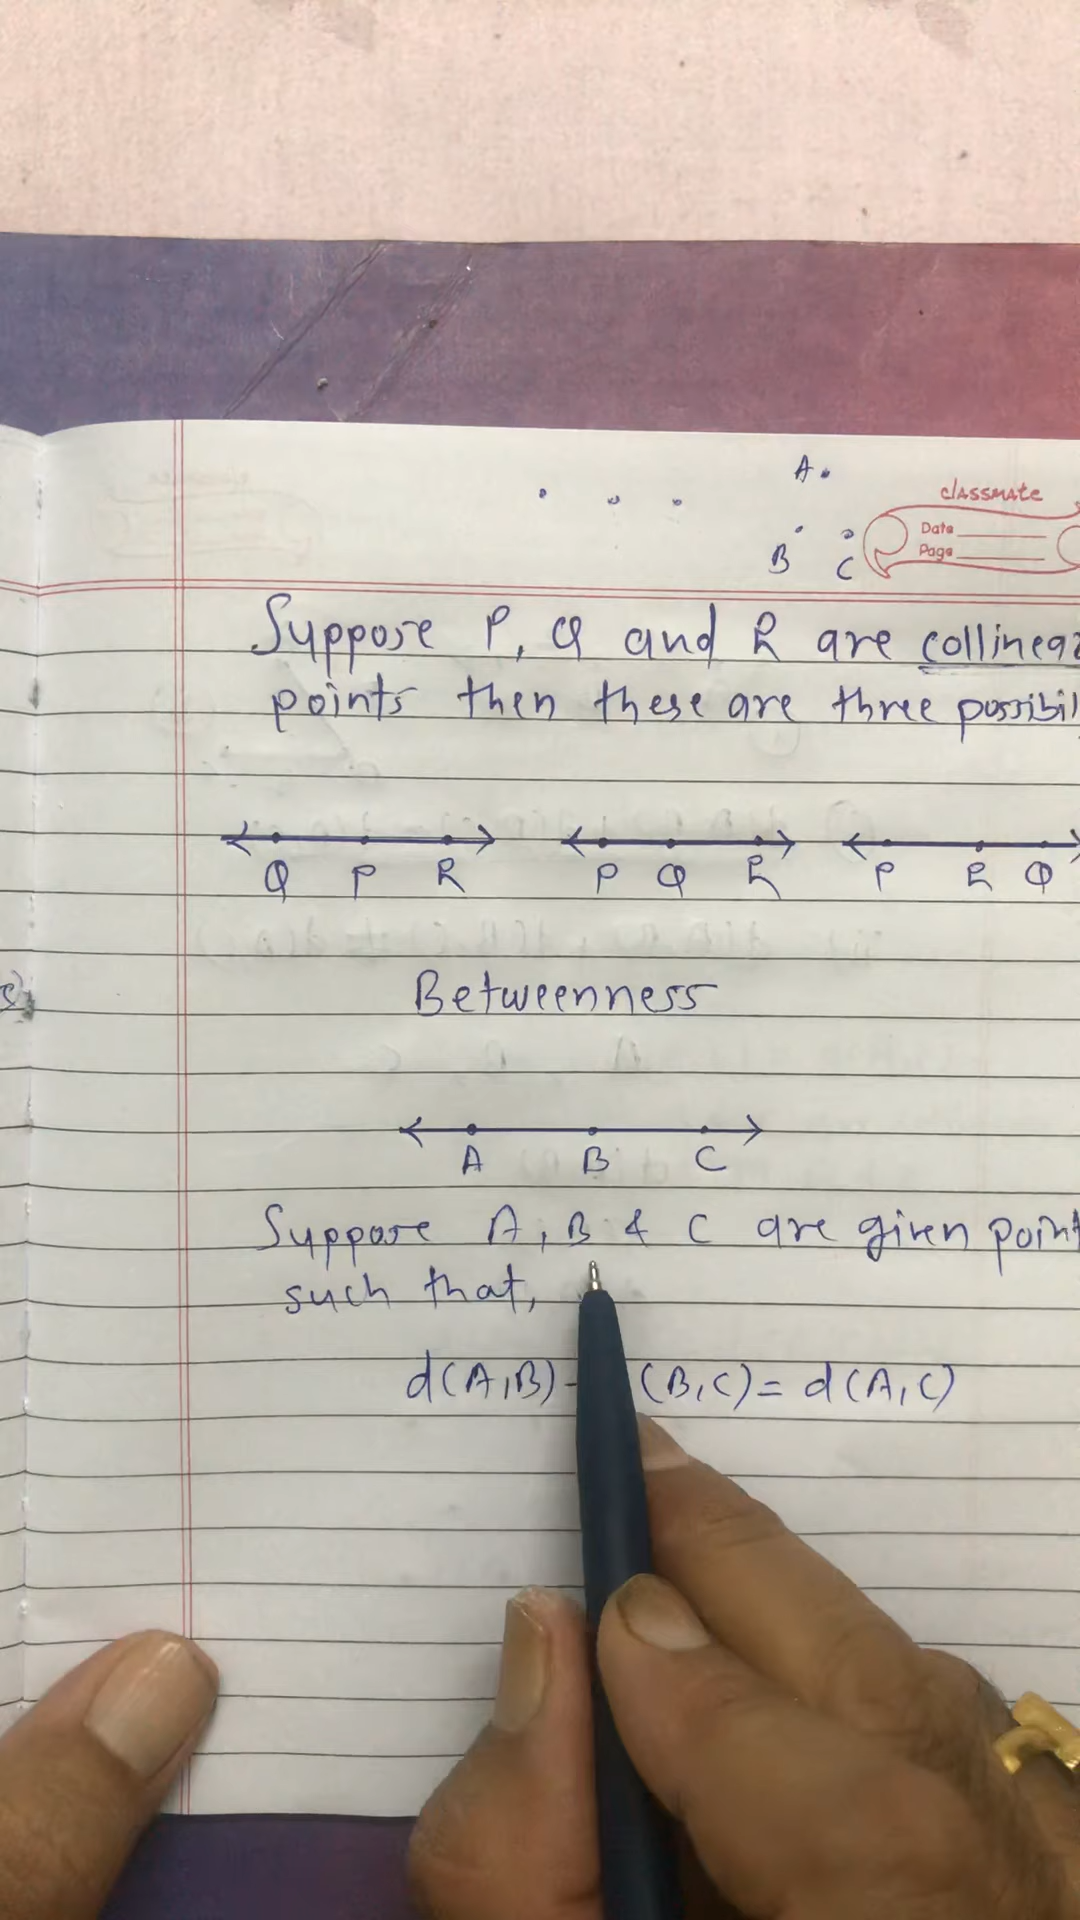 A
classmate
Date
Page
B C
Suppose P, Q and R are collinear
points then these are three possibil
Q P R P Q R P R Q
Betweenness
A B C
Suppose A, B & C are given point
such that,
d(A,B) - (B,C) = d(A,C)